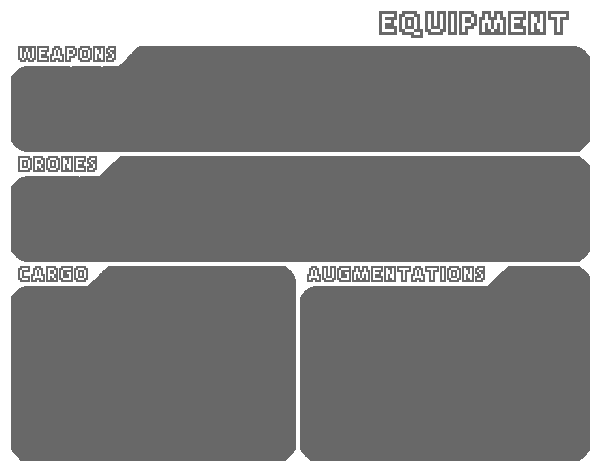 EQUIPMENT
WEAPONS
DRONES
CARGO
AUGMENTATIONS